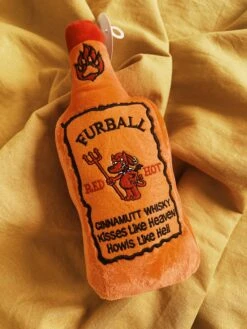 FURBALL
RED HOT
CINNAMUTT WHISKY
Kisses Like Heaven
Howls Like Hell